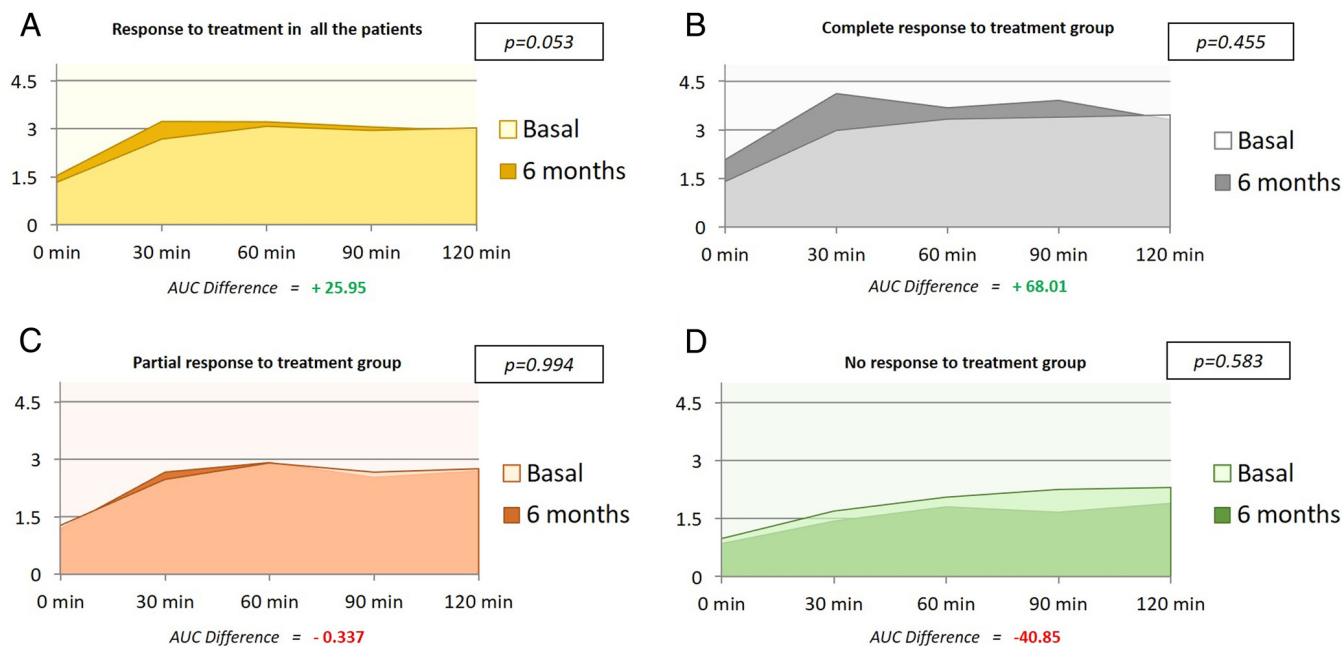 A
Response to treatment in all the patients
p=0.053
4.5
3
1.5
0
0 min 30 min 60 min 90 min 120 min
Basal
6 months
AUC Difference = + 25.95
B
Complete response to treatment group
p=0.455
4.5
3
1.5
0
0 min 30 min 60 min 90 min 120 min
Basal
6 months
AUC Difference = + 68.01
C
Partial response to treatment group
p=0.994
4.5
3
1.5
0
0 min 30 min 60 min 90 min 120 min
Basal
6 months
AUC Difference = - 0.337
D
No response to treatment group
p=0.583
4.5
3
1.5
0
0 min 30 min 60 min 90 min 120 min
Basal
6 months
AUC Difference = -40.85